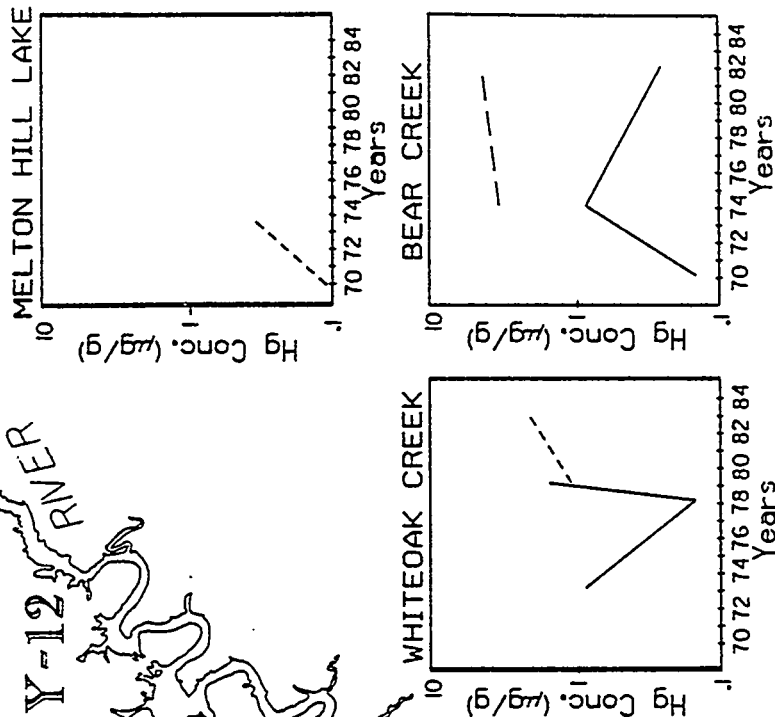 RIVER
Y-12
MELTON HILL LAKE
10
1
.1
Hg Conc. (µg/g)
70 72 74 76 78 80 82 84
Years
WHITEOAK CREEK
10
1
.1
Hg Conc. (µg/g)
70 72 74 76 78 80 82 84
Years
BEAR CREEK
10
1
.1
Hg Conc. (µg/g)
70 72 74 76 78 80 82 84
Years